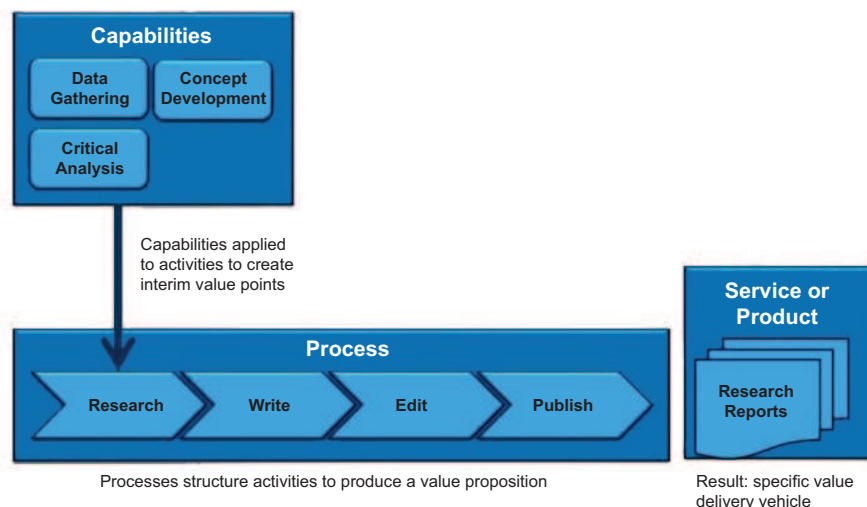 Capabilities
Data
Gathering
Concept
Development
Critical
Analysis
Capabilities applied
to activities to create
interim value points
Process
Research
Write
Edit
Publish
Processes structure activities to produce a value proposition
Service or
Product
Research
Reports
Result: specific value
delivery vehicle